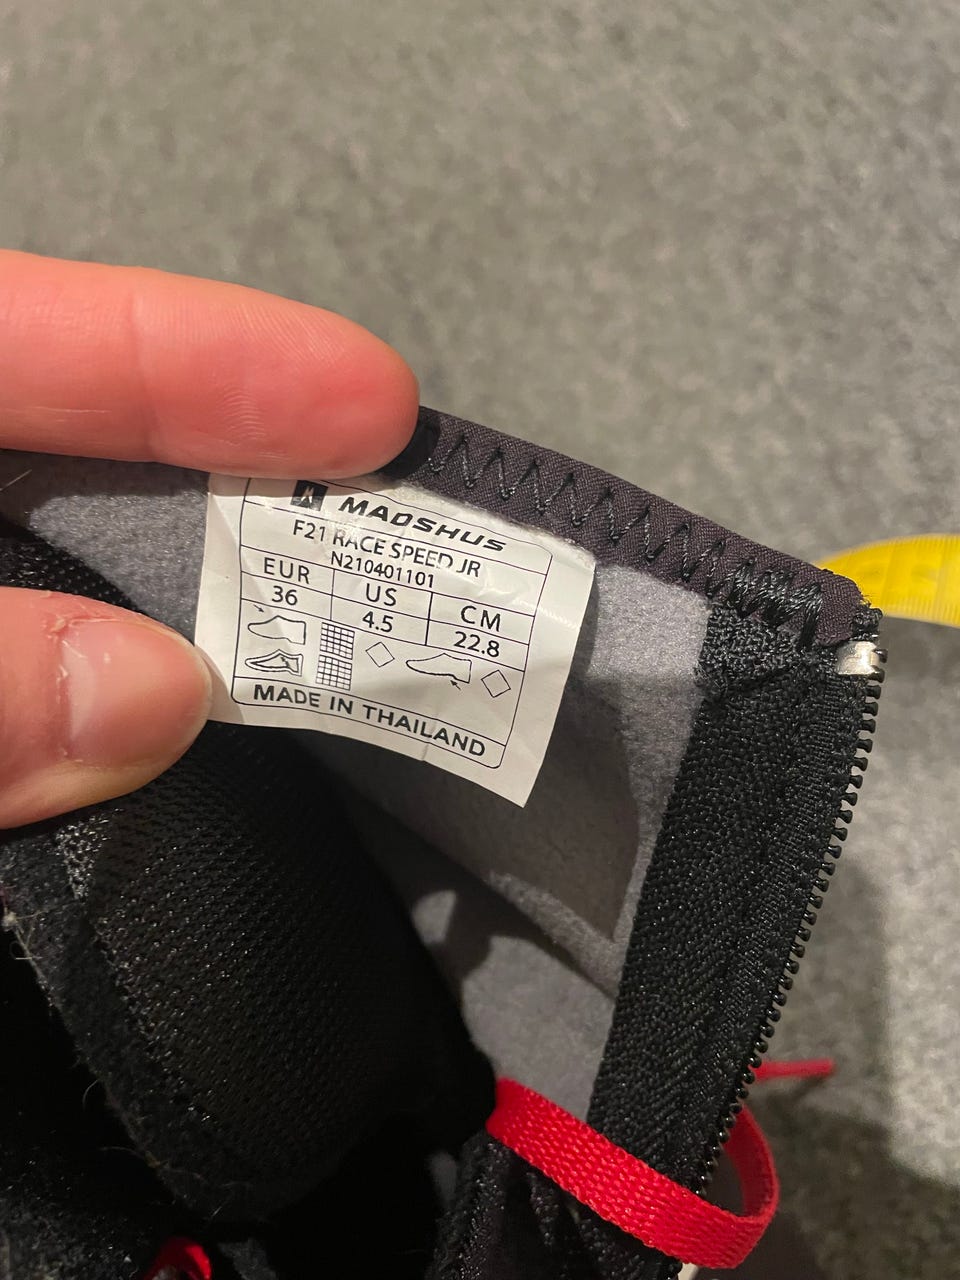 MADSHUS
F21 RACE SPEED JR
N210401101
EUR US CM
36 4.5 22.8
MADE IN THAILAND